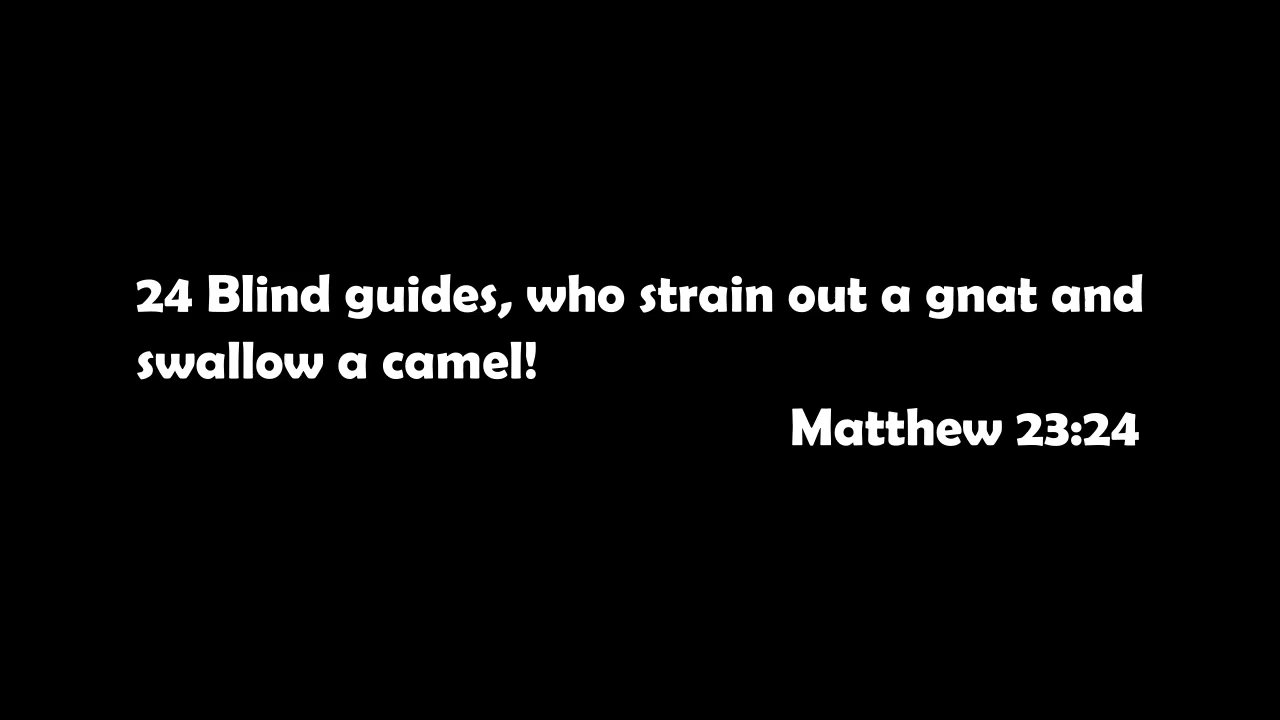 24 Blind guides, who strain out a gnat and
swallow a camel!
Matthew 23:24